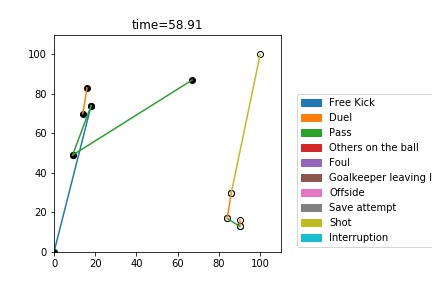 time=58.91
100
80
60
40
20
0
0
20
40
60
80
100
Free Kick
Duel
Pass
Others on the ball
Foul
Goalkeeper leaving l
Offside
Save attempt
Shot
Interruption